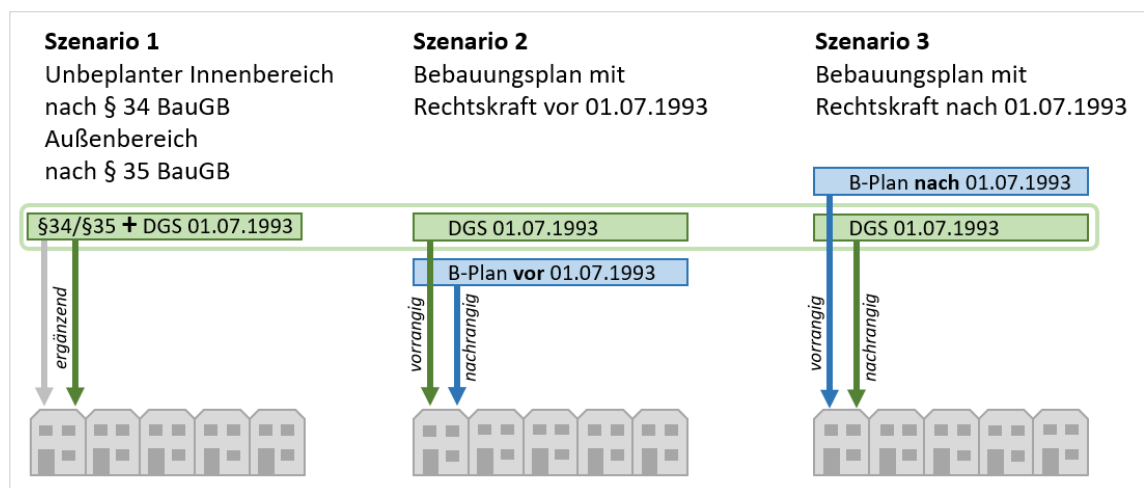 Szenario 1
Unbeplanter Innenbereich
nach § 34 BauGB
Außenbereich
nach § 35 BauGB
§34/§35 + DGS 01.07.1993
ergänzend
Szenario 2
Bebauungsplan mit
Rechtskraft vor 01.07.1993
DGS 01.07.1993
B-Plan vor 01.07.1993
vorrangig
nachrangig
Szenario 3
Bebauungsplan mit
Rechtskraft nach 01.07.1993
B-Plan nach 01.07.1993
DGS 01.07.1993
vorrangig
nachrangig